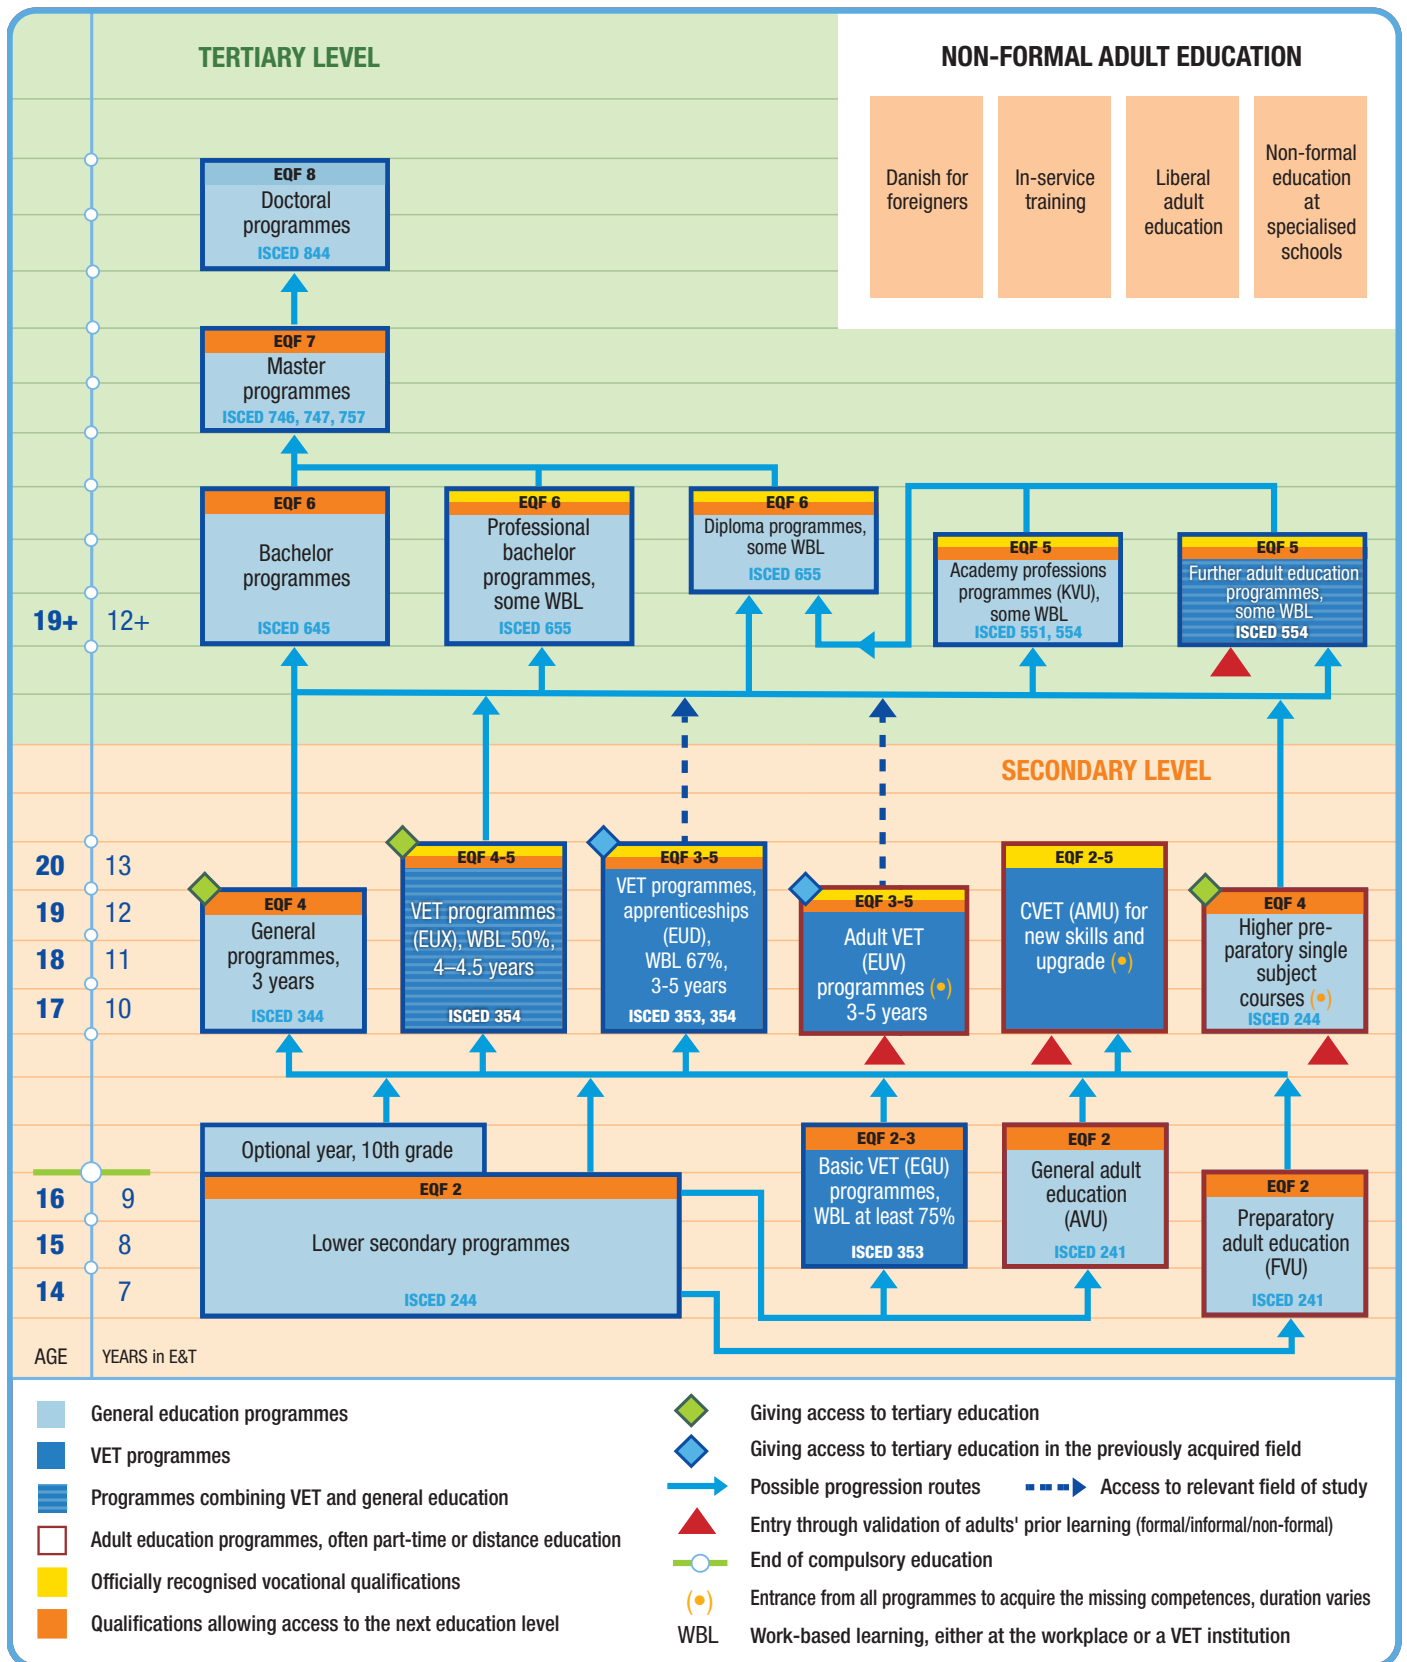 TERTIARY LEVEL
NON-FORMAL ADULT EDUCATION
Danish for
foreigners
In-service
training
Liberal
adult
education
Non-formal
education
at
specialised
schools
EQF 8
Doctoral
programmes
ISCED 844
EQF 7
Master
programmes
ISCED 746, 747, 757
EQF 6
Bachelor
programmes
ISCED 645
EQF 6
Professional
bachelor
programmes,
some WBL
ISCED 655
EQF 6
Diploma programmes,
some WBL
ISCED 655
EQF 5
Academy professions
programmes (KVU),
some WBL
ISCED 551, 554
EQF 5
Further adult education
programmes,
some WBL
ISCED 554
19+ 12+
SECONDARY LEVEL
20 13
19 12
18 11
17 10
EQF 4
General
programmes,
3 years
ISCED 344
EQF 4-5
VET programmes
(EUX), WBL 50%,
4–4.5 years
ISCED 354
EQF 3-5
VET programmes,
apprenticeships
(EUD),
WBL 67%,
3-5 years
ISCED 353, 354
EQF 3-5
Adult VET
(EUV)
programmes (•)
3-5 years
EQF 2-5
CVET (AMU) for
new skills and
upgrade (•)
EQF 4
Higher pre-
paratory single
subject
courses (•)
ISCED 244
Optional year, 10th grade
EQF 2
Lower secondary programmes
ISCED 244
EQF 2-3
Basic VET (EGU)
programmes,
WBL at least 75%
ISCED 353
EQF 2
General adult
education
(AVU)
ISCED 241
EQF 2
Preparatory
adult education
(FVU)
ISCED 241
16 9
15 8
14 7
AGE YEARS in E&T
General education programmes
VET programmes
Programmes combining VET and general education
Adult education programmes, often part-time or distance education
Officially recognised vocational qualifications
Qualifications allowing access to the next education level
Giving access to tertiary education
Giving access to tertiary education in the previously acquired field
Possible progression routes
Access to relevant field of study
Entry through validation of adults' prior learning (formal/informal/non-formal)
End of compulsory education
(•) Entrance from all programmes to acquire the missing competences, duration varies
WBL Work-based learning, either at the workplace or a VET institution